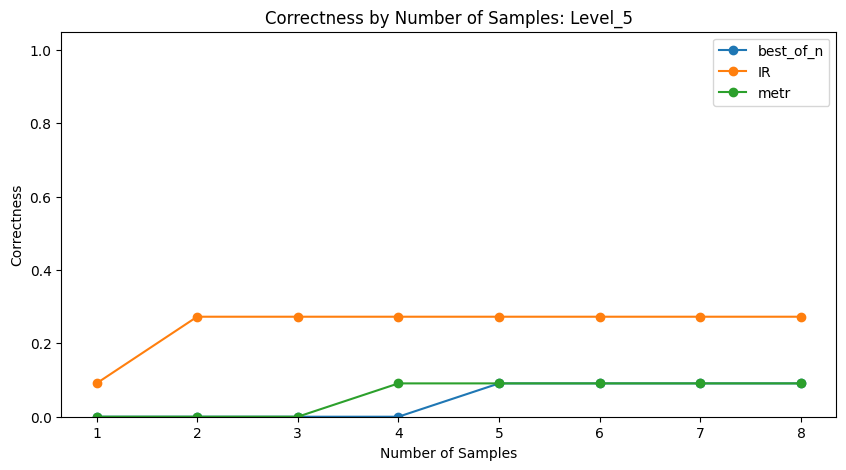 Correctness by Number of Samples: Level_5
1.0
0.8
0.6
0.4
0.2
0.0
Correctness
best_of_n
IR
metr
1 2 3 4 5 6 7 8
Number of Samples